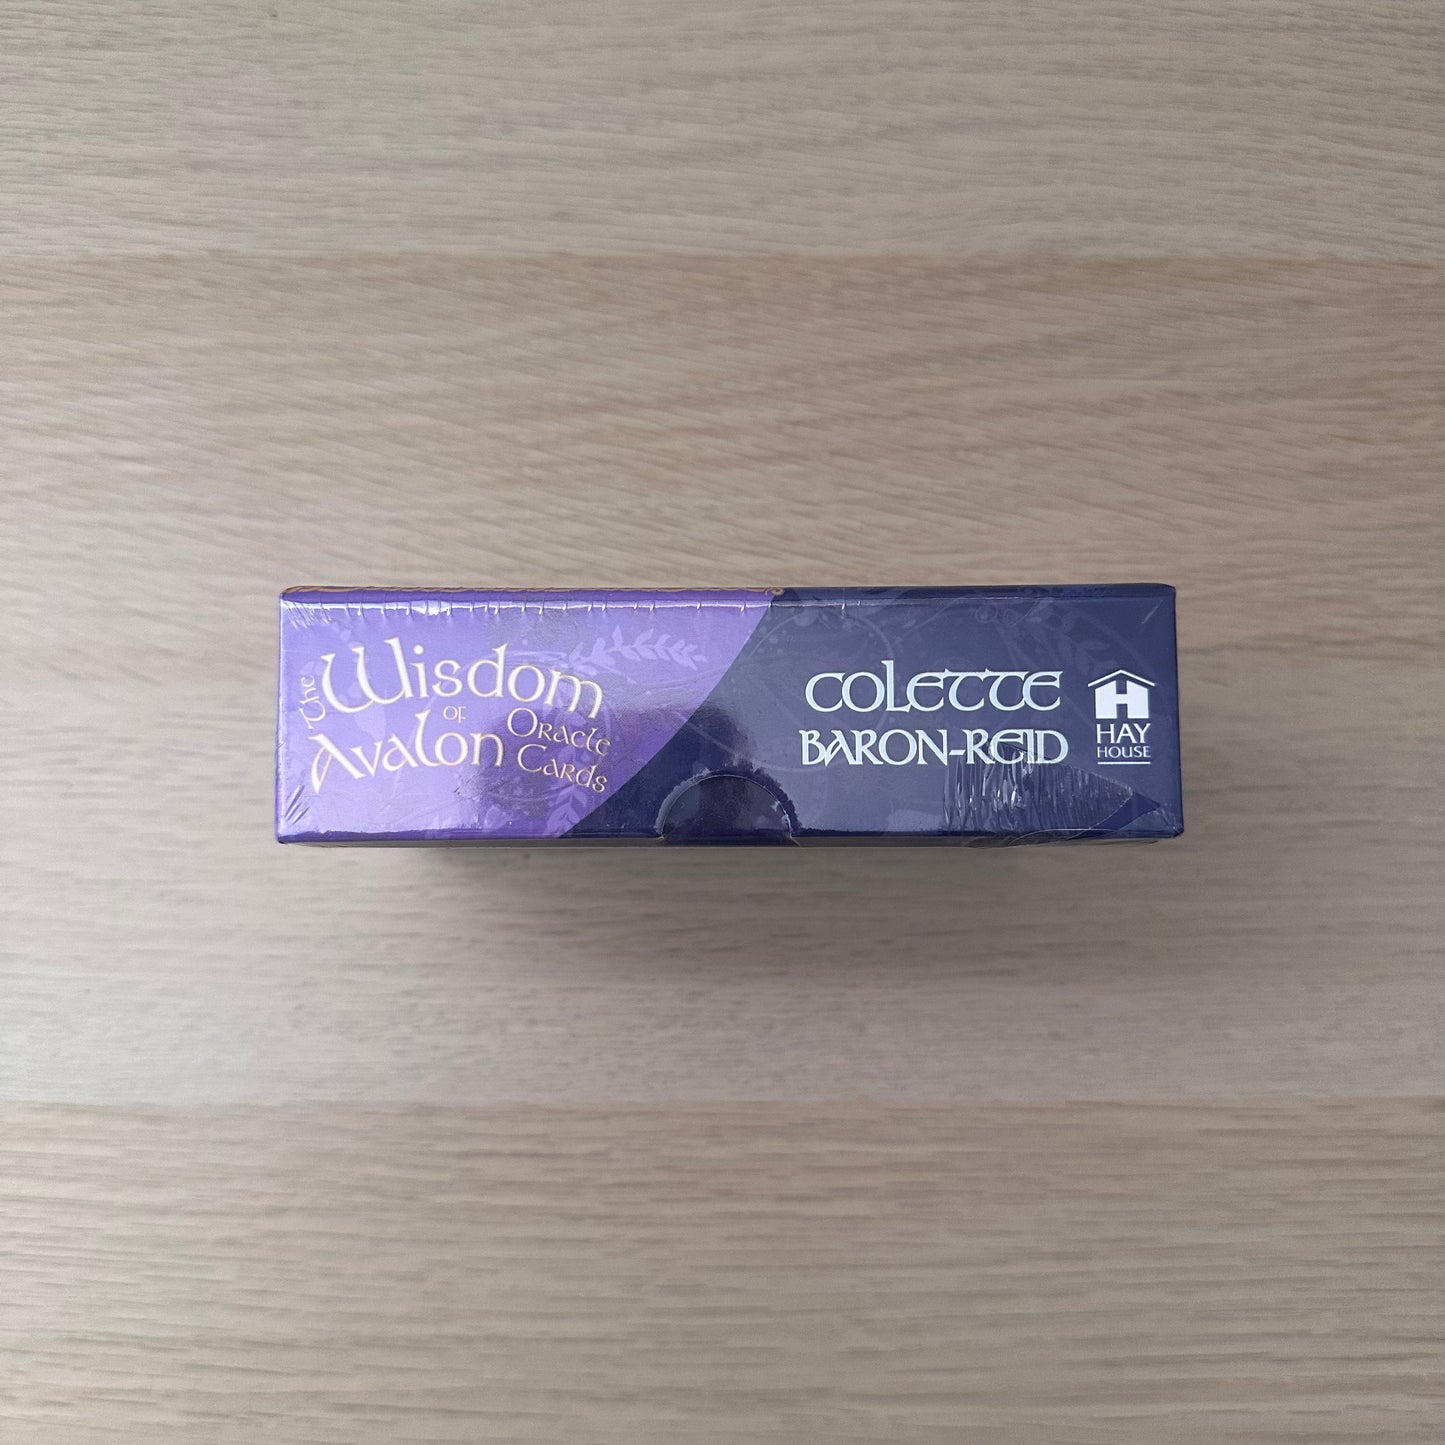 The Wisdom
OF
Avalon Oracle
Cards
COLETTE
BARON-REID
H
HAY
HOUSE